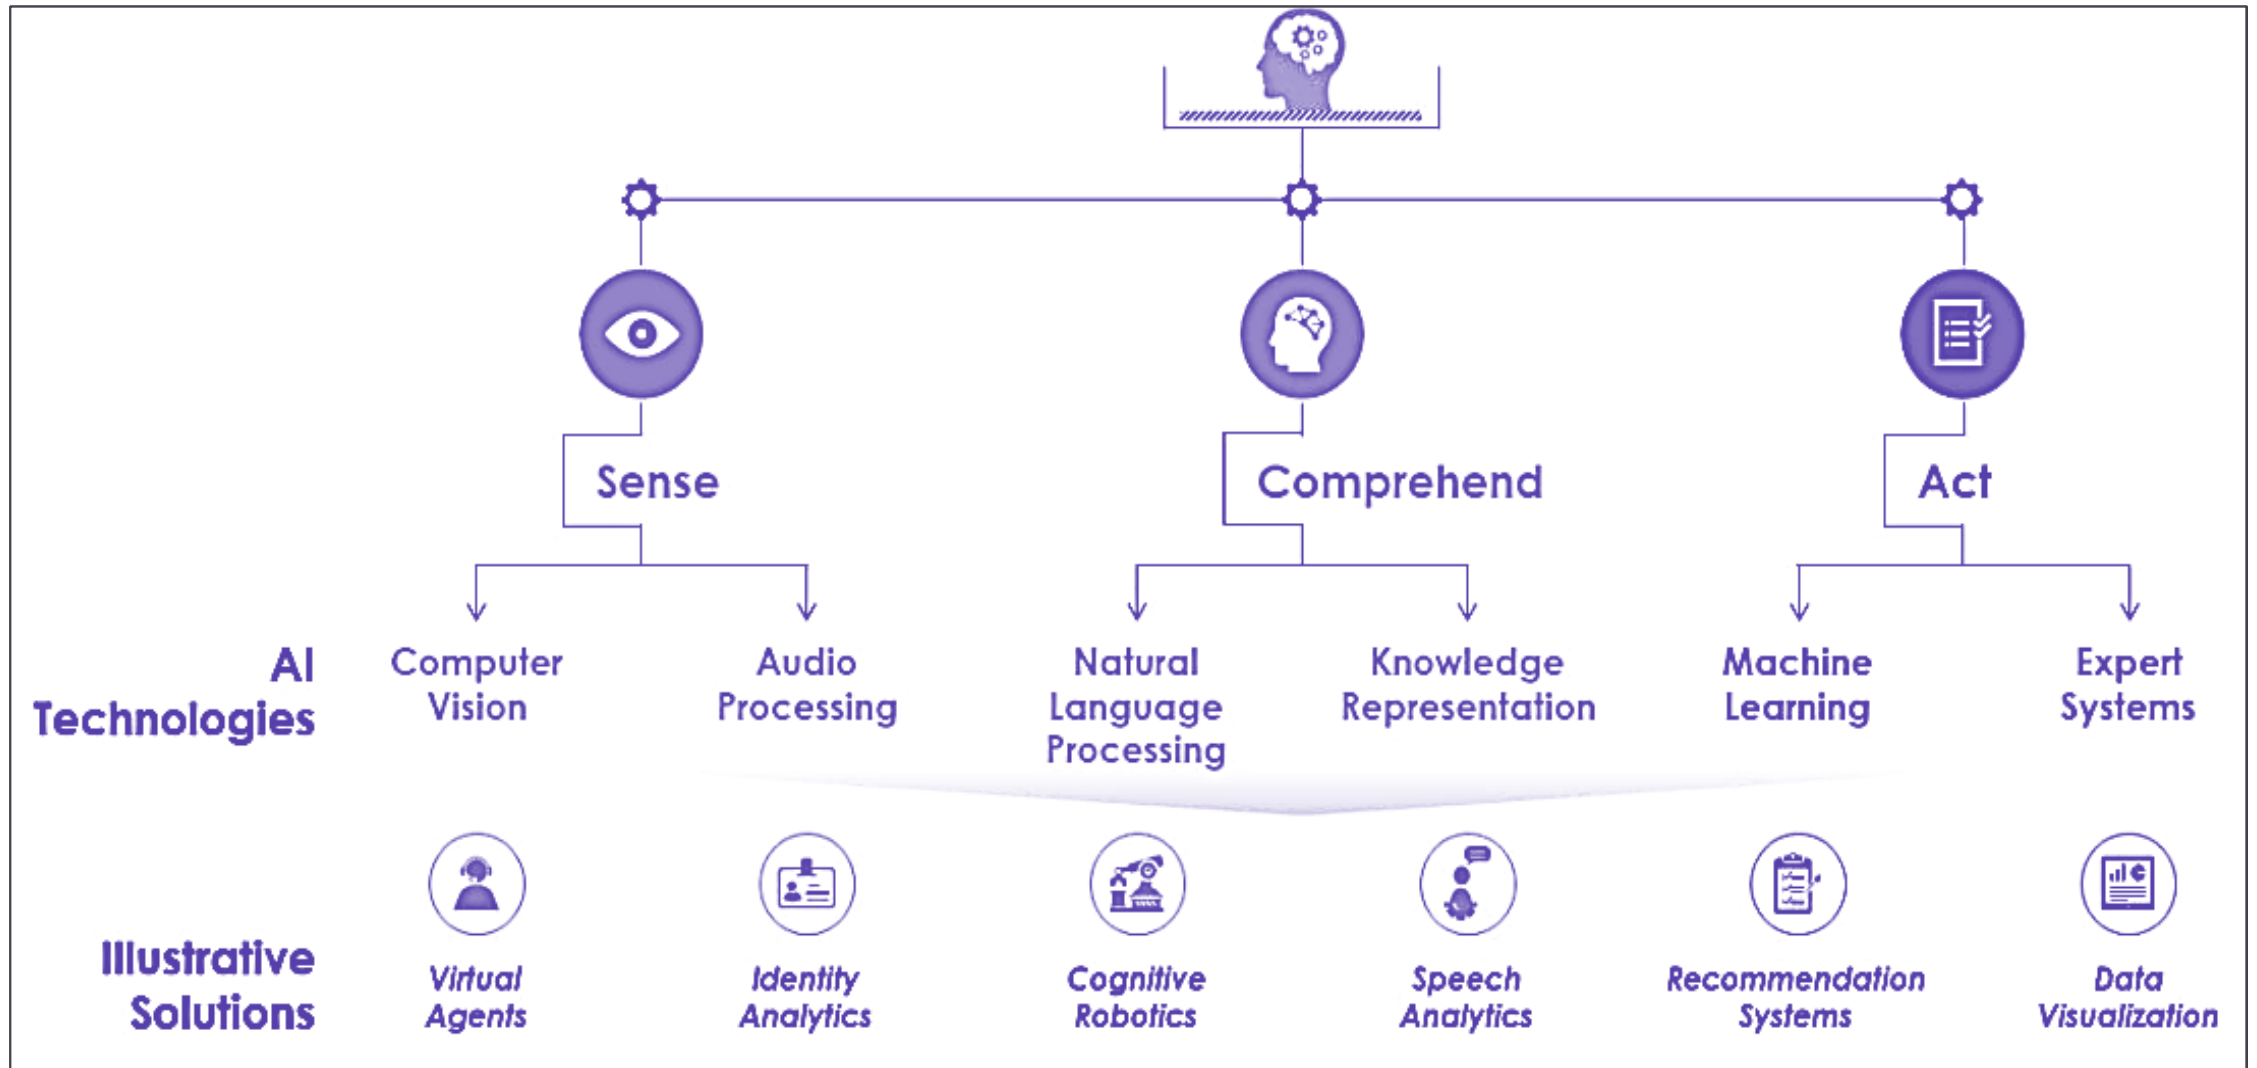 Sense
Comprehend
Act
AI
Technologies
Computer
Vision
Audio
Processing
Natural
Language
Processing
Knowledge
Representation
Machine
Learning
Expert
Systems
Illustrative
Solutions
Virtual
Agents
Identity
Analytics
Cognitive
Robotics
Speech
Analytics
Recommendation
Systems
Data
Visualization